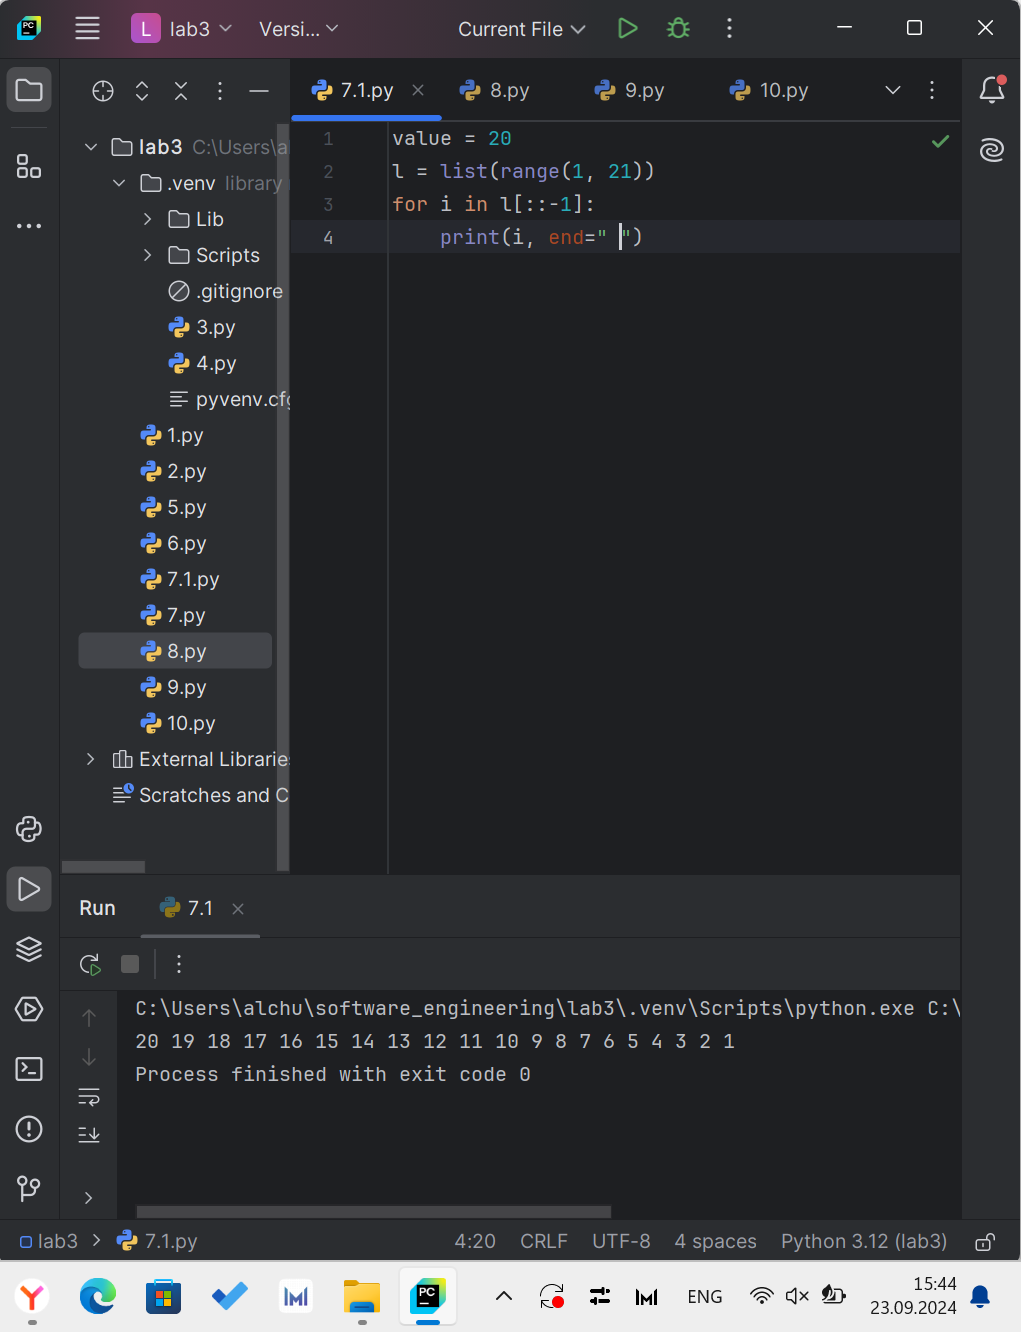 PC L lab3 Versi... Current File
7.1.py 8.py 9.py 10.py
lab3 C:\Users\a
.venv library
Lib
Scripts
.gitignore
3.py
4.py
pyvenv.cfg
1.py
2.py
5.py
6.py
7.1.py
7.py
8.py
9.py
10.py
External Libraries
Scratches and C
1 value = 20
2 l = list(range(1, 21))
3 for i in l[::-1]:
4     print(i, end=" ")
Run 7.1
C:\Users\alchu\software_engineering\lab3\.venv\Scripts\python.exe C:\
20 19 18 17 16 15 14 13 12 11 10 9 8 7 6 5 4 3 2 1
Process finished with exit code 0
lab3 7.1.py 4:20 CRLF UTF-8 4 spaces Python 3.12 (lab3)
PC ENG 15:44
23.09.2024